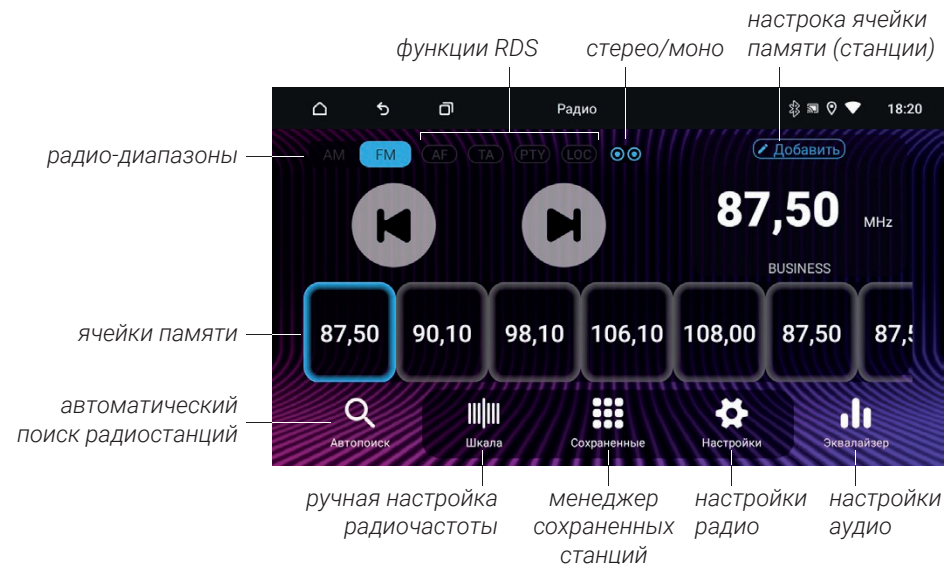 настрока ячейки
памяти (станции)
функции RDS
стерео/моно
Радио
18:20
радио-диапазоны
AM
FM
AF
TA
PTY
LOC
Добавить
87,50
MHz
BUSINESS
ячейки памяти
87,50
90,10
98,10
106,10
108,00
87,50
87,5
автоматический
поиск радиостанций
Автопоиск
Шкала
Сохраненные
Настройки
Эквалайзер
ручная настройка
радиочастоты
менеджер
сохраненных
станций
настройки
радио
настройки
аудио